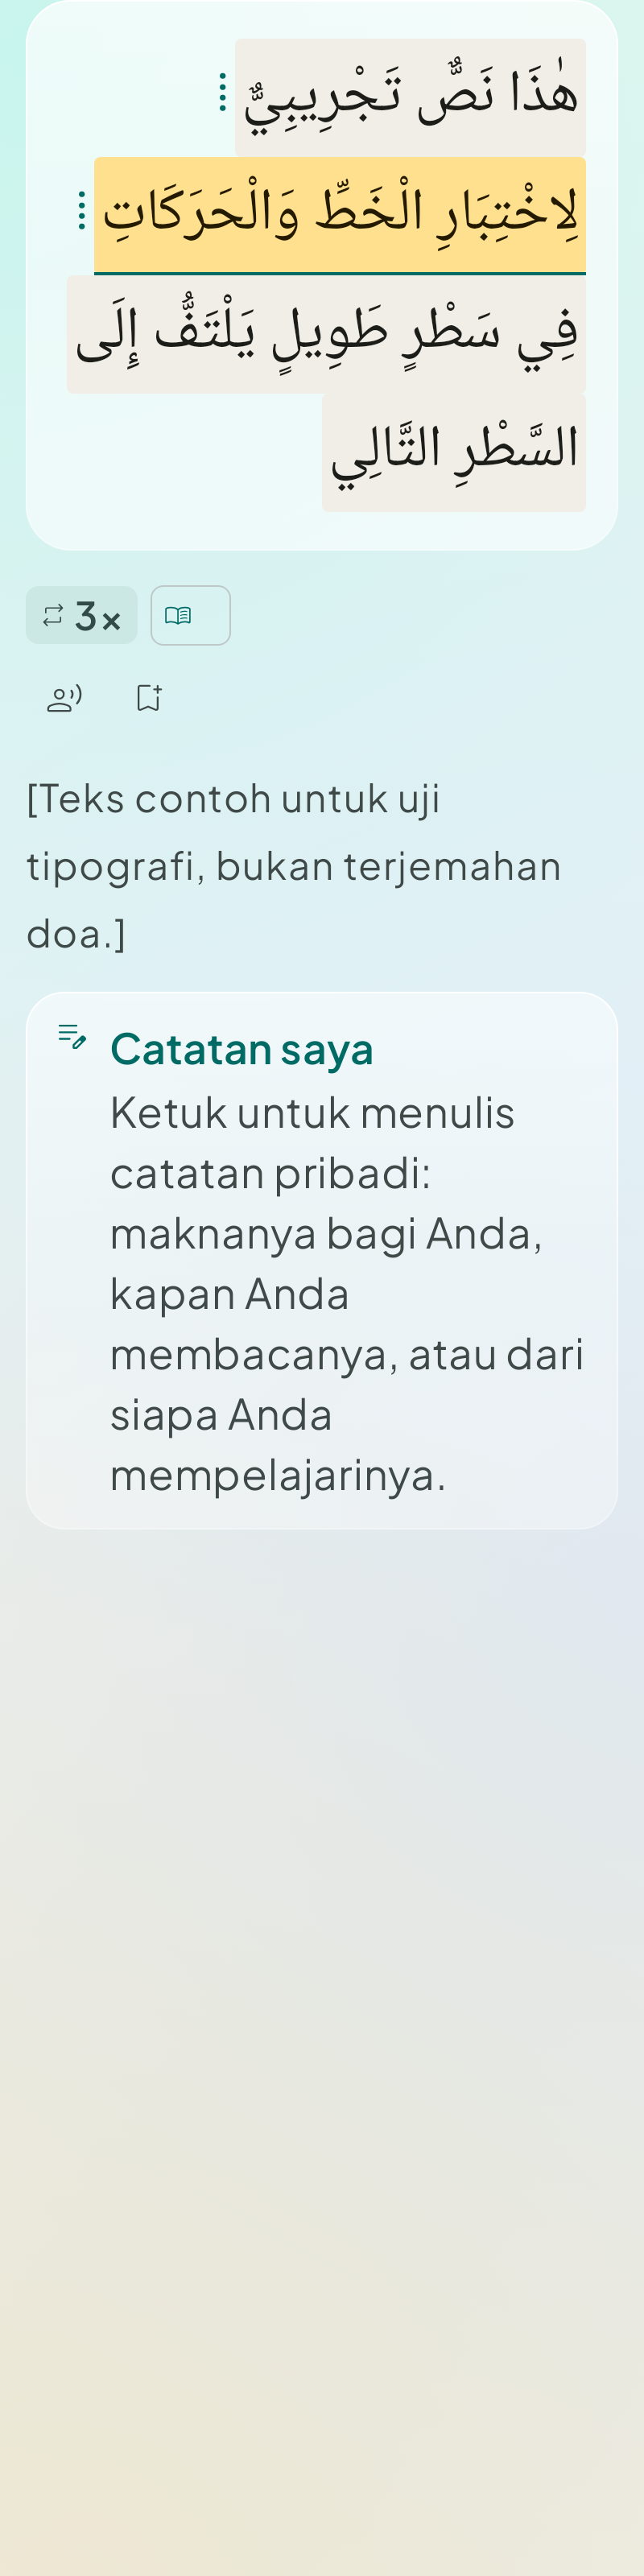 هٰذَا نَصٌّ تَجْرِيبِيٌّ
لِاخْتِبَارِ الْخَطِّ وَالْحَرَكَاتِ
فِي سَطْرٍ طَوِيلٍ يَلْتَفُّ إِلَى
السَّطْرِ التَّالِي
3×
[Teks contoh untuk uji
tipografi, bukan terjemahan
doa.]
Catatan saya
Ketuk untuk menulis
catatan pribadi:
maknanya bagi Anda,
kapan Anda
membacanya, atau dari
siapa Anda
mempelajarinya.